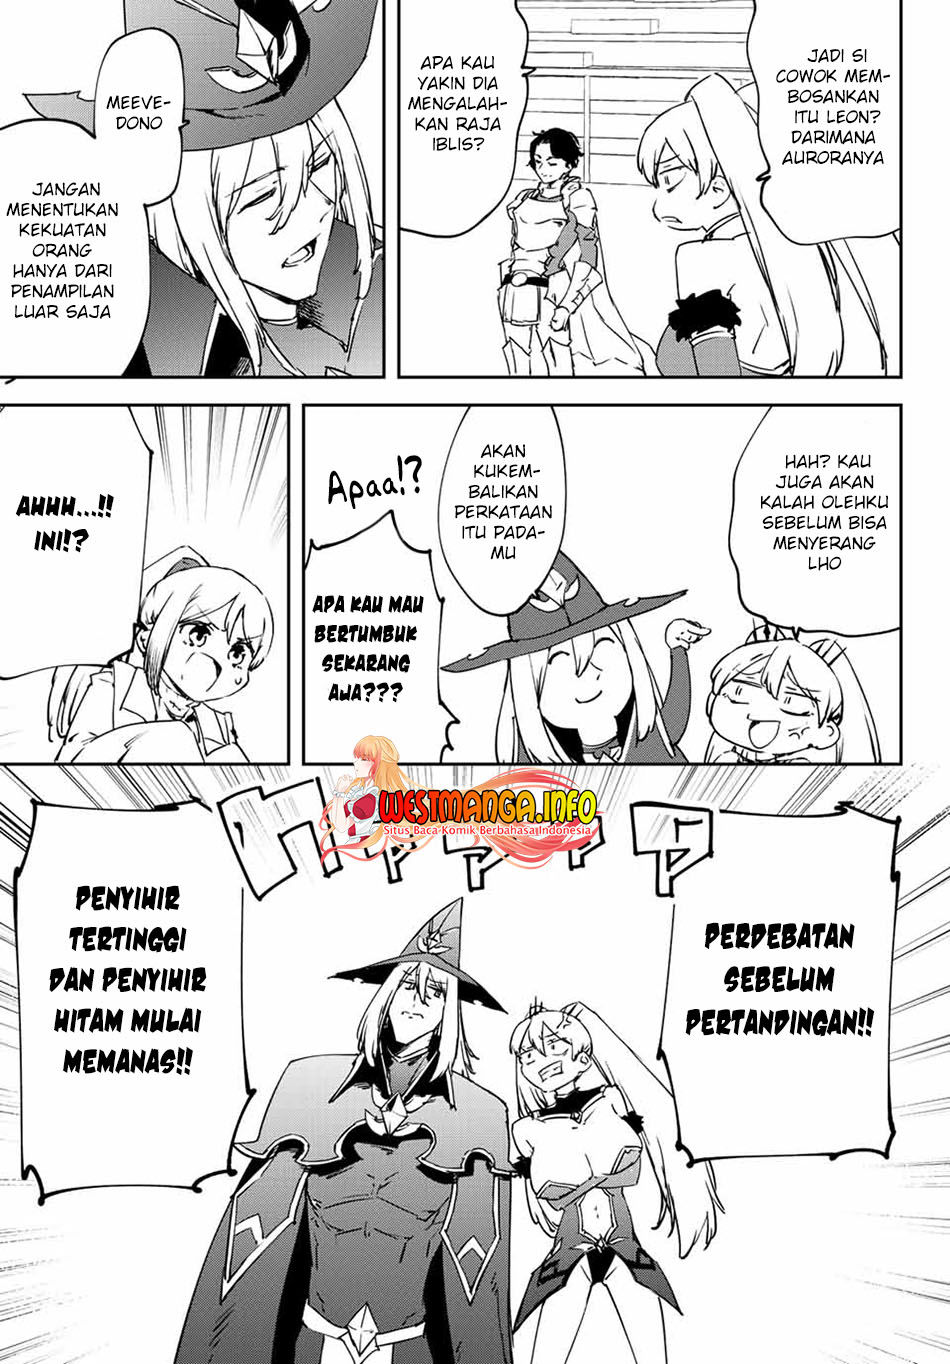 JADI SI
COWOK MEM-
BOSANKAN
ITU LEON?
DARIMANA
AURORANYA
APA KAU
YAKIN DIA
MENGALAH-
KAN RAJA
IBLIS?
MEEVE-
DONO
JANGAN
MENENTUKAN
KEKUATAN
ORANG
HANYA DARI
PENAMPILAN
LUAR SAJA
HAH? KAU
JUGA AKAN
KALAH OLEHKU
SEBELUM BISA
MENYERANG
LHO
AKAN
KUKEM-
BALIKAN
PERKATAAN
ITU PADA-
MU
Apaa!?
APA KAU MAU
BERTUMBUK
SEKARANG
AJA???
AHHH...!!
INI!?
WESTMANGA.INFO
Situs Baca Komik Berbahasa Indonesia
PERDEBATAN
SEBELUM
PERTANDINGAN!!
PENYIHIR
TERTINGGI
DAN PENYIHIR
HITAM MULAI
MEMANAS!!